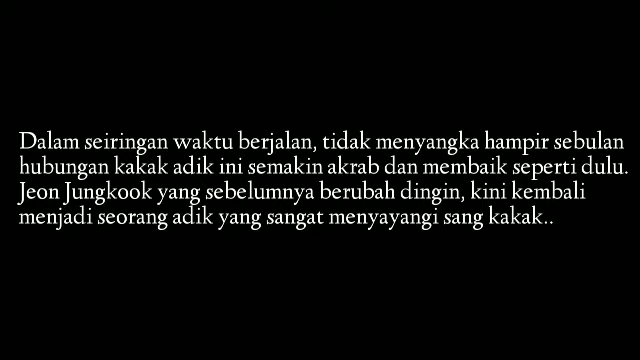 Dalam seiringan waktu berjalan, tidak menyangka hampir sebulan
hubungan kakak adik ini semakin akrab dan membaik seperti dulu.
Jeon Jungkook yang sebelumnya berubah dingin, kini kembali
menjadi seorang adik yang sangat menyayangi sang kakak..